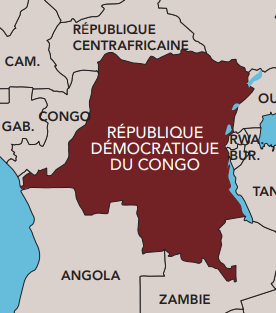 RÉPUBLIQUE
CENTRAFRICAINE
CAM.
OU
CONGO
GAB.
RÉPUBLIQUE
DÉMOCRATIQUE
DU CONGO
RWA.
BUR.
TAN
ANGOLA
ZAMBIE